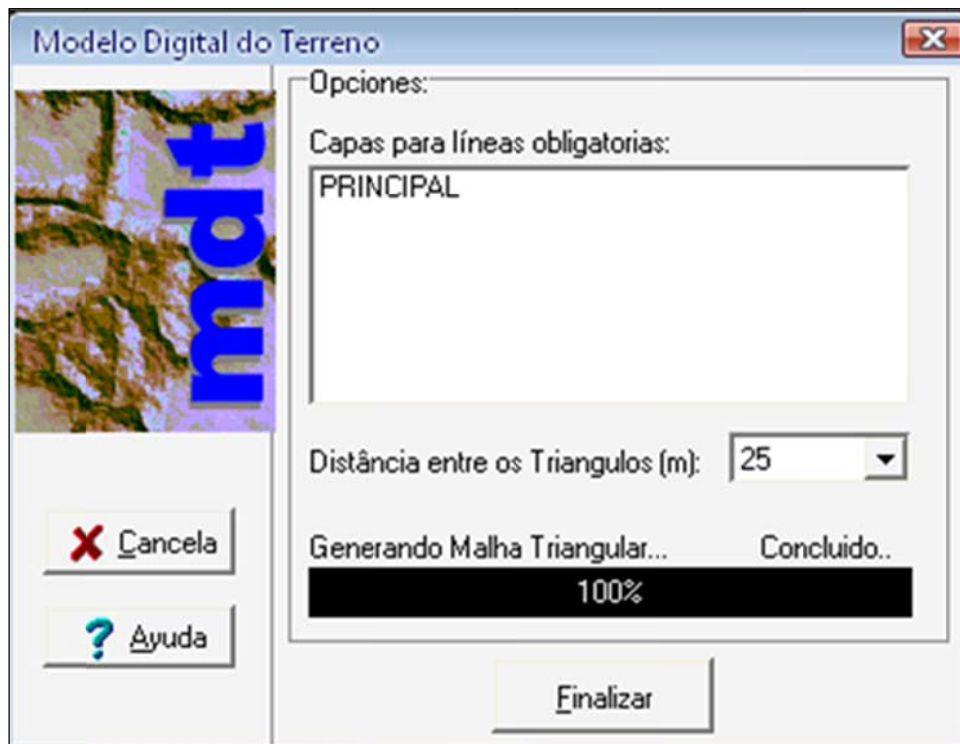 Modelo Digital do Terreno
mdt
Opciones:
Capas para líneas obligatorias:
PRINCIPAL
Distância entre os Triangulos (m): 25
Generando Malha Triangular... Concluido..
100%
Cancela
? Ayuda
Finalizar